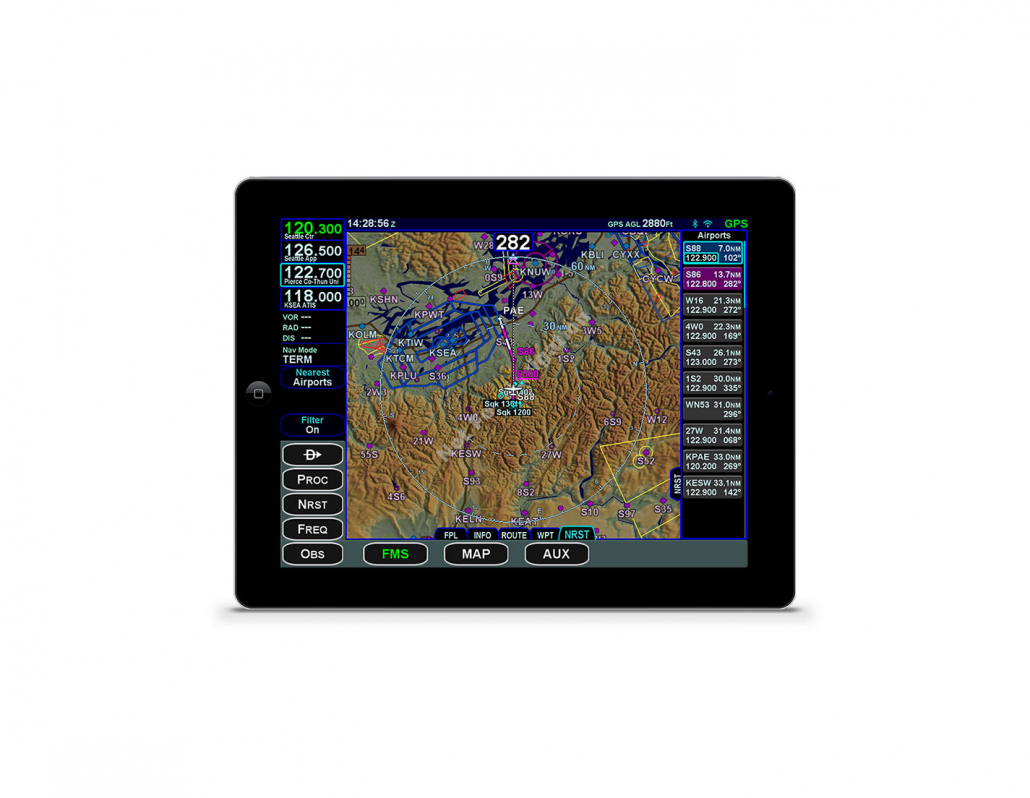 120.300
Seattle Ctr
126.500
Seattle App
122.700
Pierce Co-Thun Uni
118.000
KSEA ATIS
VOR ---
RAD ---
DIS ---
Nav Mode
TERM
Nearest
Airports
Filter
On
D
PROC
NRST
FREQ
OBS
14:28:56 Z
GPS AGL 2880FT
GPS
144
282
W28
KNUW
0S9
60 NM
KBLI
CYXX
CYCW
KSHN
13W
KPWT
PAE
KOLM
30 NM
3W5
KTIW
KSEA
KTCM
S86
1S2
KPLU
S36
2W3
S88
Sqk 1200
4W0
6S9
W12
21W
55S
KESW
27W
S52
S93
4S6
8S2
KELN
KEAT
S10
S97
S35
NRST
FPL INFO ROUTE WPT NRST
FMS MAP AUX
Airports
S88 7.0NM
122.900 102°
S86 13.7NM
122.800 282°
W16 21.3NM
122.900 272°
4W0 22.3NM
122.900 169°
S43 26.1NM
123.000 273°
1S2 30.0NM
122.900 335°
WN53 31.0NM
296°
27W 31.4NM
122.900 068°
KPAE 33.0NM
120.200 269°
KESW 33.1NM
122.900 142°